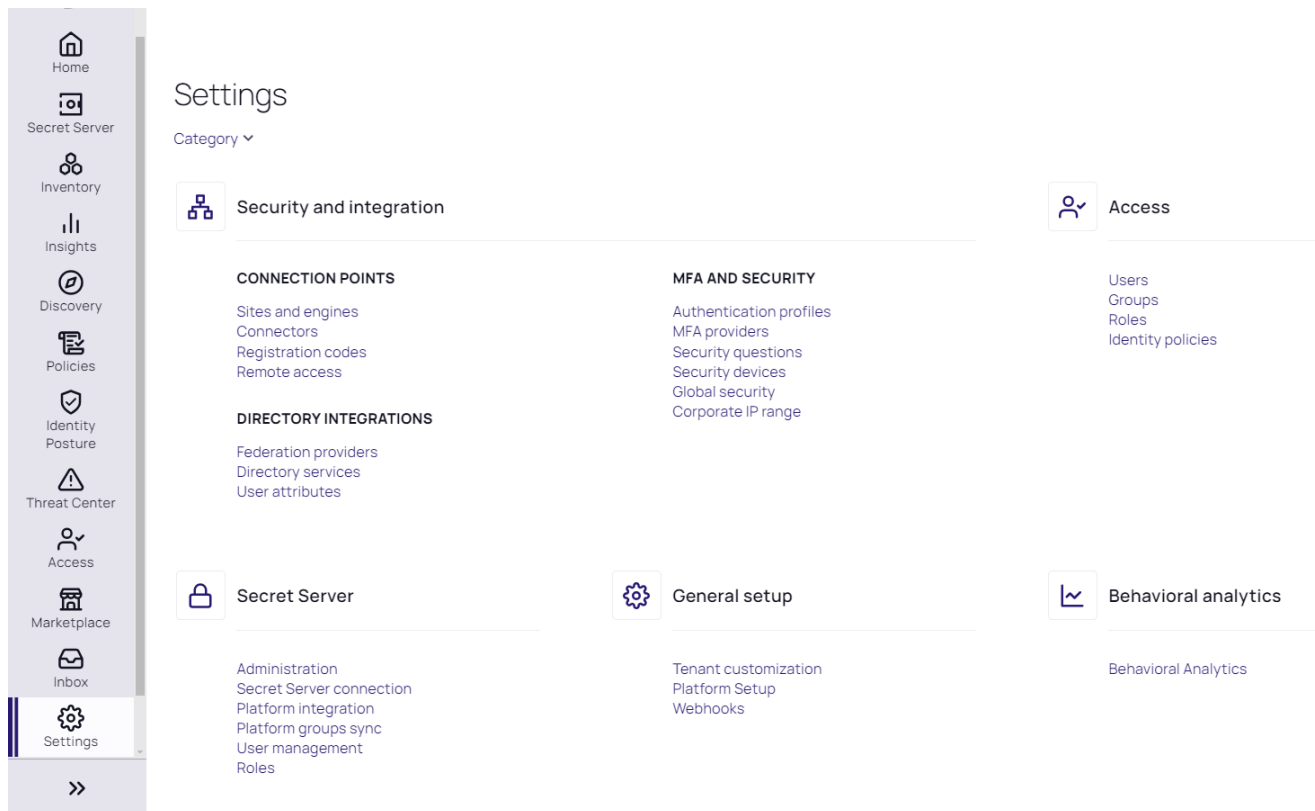 Home
Secret Server
Inventory
Insights
Discovery
Policies
Identity
Posture
Threat Center
Access
Marketplace
Inbox
Settings
Settings
Category
Security and integration
CONNECTION POINTS
Sites and engines
Connectors
Registration codes
Remote access
DIRECTORY INTEGRATIONS
Federation providers
Directory services
User attributes
MFA AND SECURITY
Authentication profiles
MFA providers
Security questions
Security devices
Global security
Corporate IP range
Access
Users
Groups
Roles
Identity policies
Secret Server
Administration
Secret Server connection
Platform integration
Platform groups sync
User management
Roles
General setup
Tenant customization
Platform Setup
Webhooks
Behavioral analytics
Behavioral Analytics